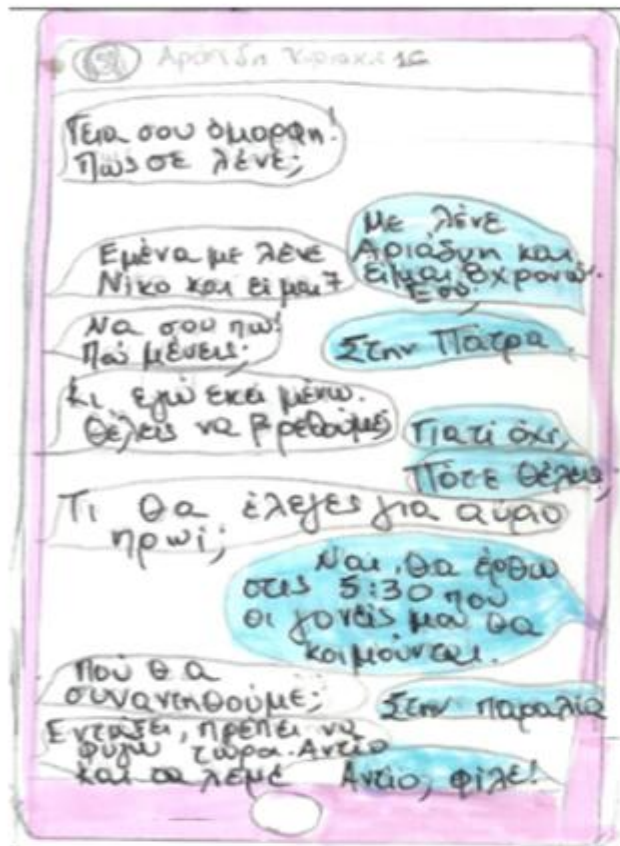 Γεια σου όμορφη!
Πώς σε λένε;
Με λένε
Αριάδνη και
είμαι 8 χρονών.
Εσύ;
Εμένα με λένε
Νίκο και είμαι 7
Να σου πω!
Πού μένεις;
Στην Πάτρα
Κι εγώ εκεί μένω.
Θέλεις να βρεθούμε;
Γιατί όχι,
Πότε θέλεις;
Τι θα έλεγες για αύριο
πρωί;
Ναι, θα έρθω
στις 5:30 που
οι γονείς μου θα
κοιμούνται.
Πού θα
συναντηθούμε;
Στην παραλία
Εντάξει, πρέπει να
φύγω τώρα. Αντίο
και τα λέμε
Αντίο, φίλε!